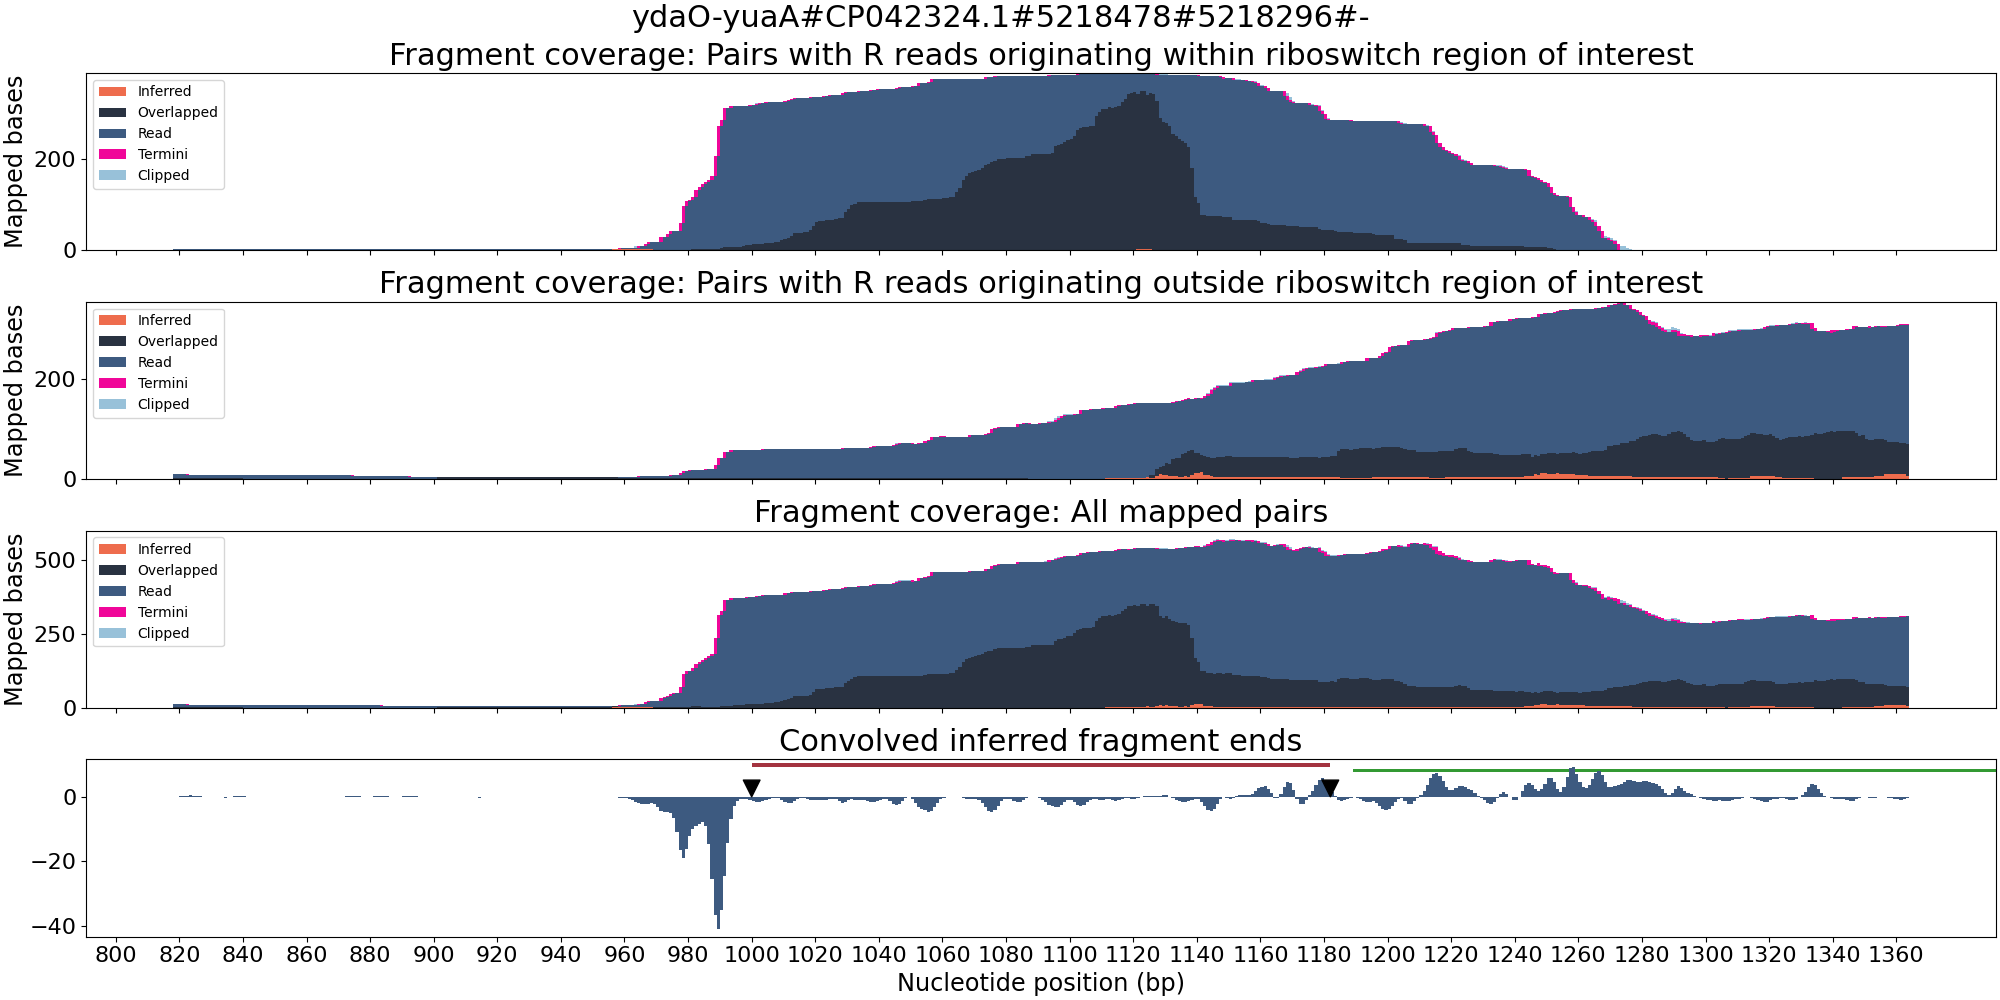 ydaO-yuaA#CP042324.1#5218478#5218296#-
Fragment coverage: Pairs with R reads originating within riboswitch region of interest
Mapped bases
200
0
Inferred
Overlapped
Read
Termini
Clipped
Fragment coverage: Pairs with R reads originating outside riboswitch region of interest
Mapped bases
200
0
Inferred
Overlapped
Read
Termini
Clipped
Fragment coverage: All mapped pairs
Mapped bases
500
250
0
Inferred
Overlapped
Read
Termini
Clipped
Convolved inferred fragment ends
0
−20
−40
800 820 840 860 880 900 920 940 960 980 1000 1020 1040 1060 1080 1100 1120 1140 1160 1180 1200 1220 1240 1260 1280 1300 1320 1340 1360
Nucleotide position (bp)